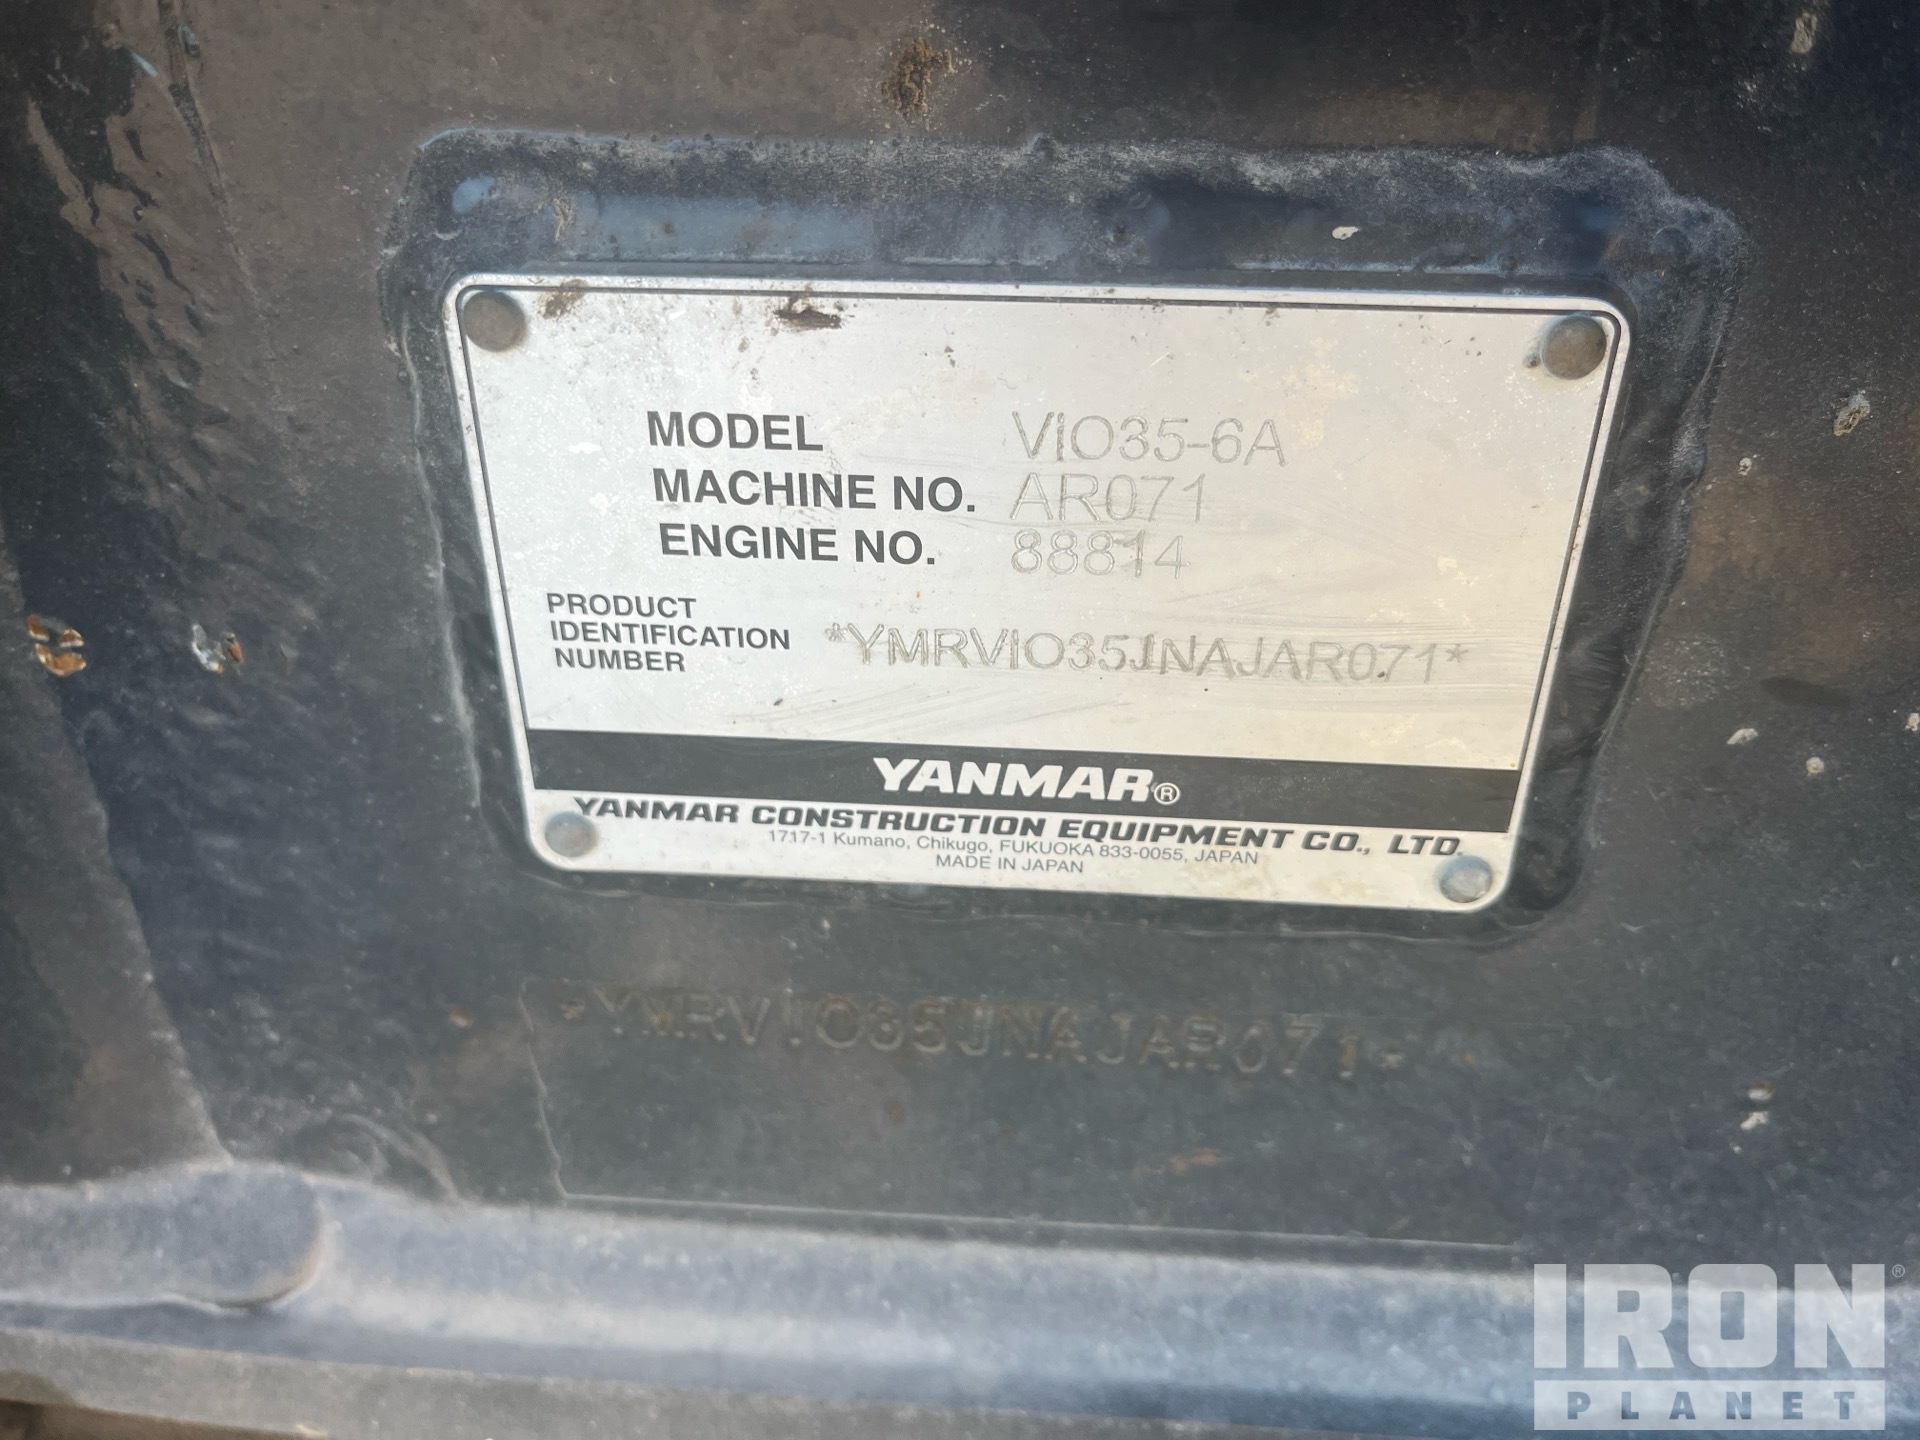 MODEL ViO35-6A
MACHINE NO. AR071
ENGINE NO. 88814
PRODUCT
IDENTIFICATION
NUMBER *YMRVIO35JNAJAR071*
YANMAR®
YANMAR CONSTRUCTION EQUIPMENT CO., LTD.
1717-1 Kumano, Chikugo, FUKUOKA 833-0055, JAPAN
MADE IN JAPAN
*YMRVIO35JNAJAR071*
IRON®
PLANET